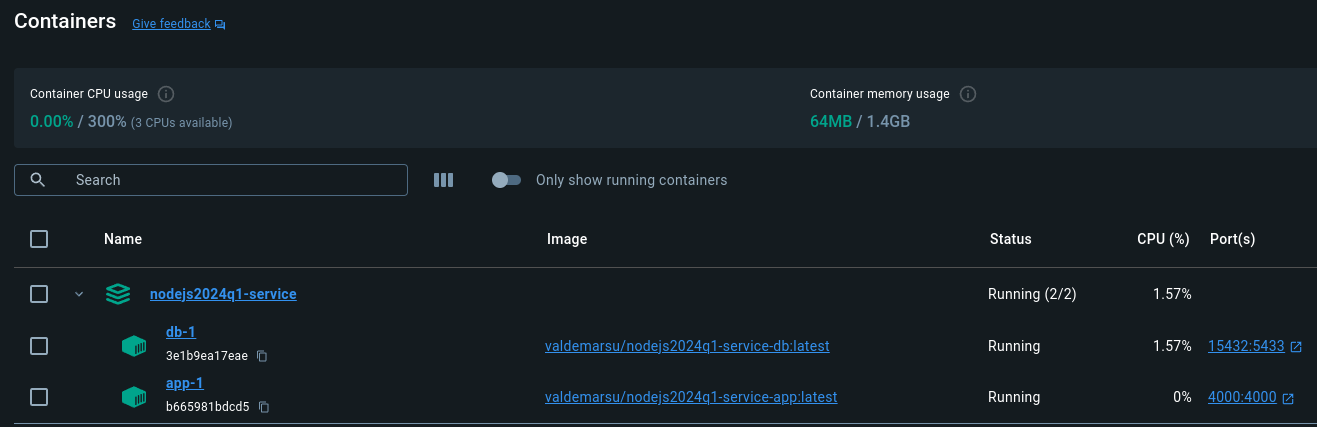 Containers Give feedback
Container CPU usage Container memory usage
0.00% / 300% (3 CPUs available) 64MB / 1.4GB
Search Only show running containers
Name Image Status CPU (%) Port(s)
nodejs2024q1-service Running (2/2) 1.57%
db-1
3e1b9ea17eae valdemarsu/nodejs2024q1-service-db:latest Running 1.57% 15432:5433
app-1
b665981bdcd5 valdemarsu/nodejs2024q1-service-app:latest Running 0% 4000:4000